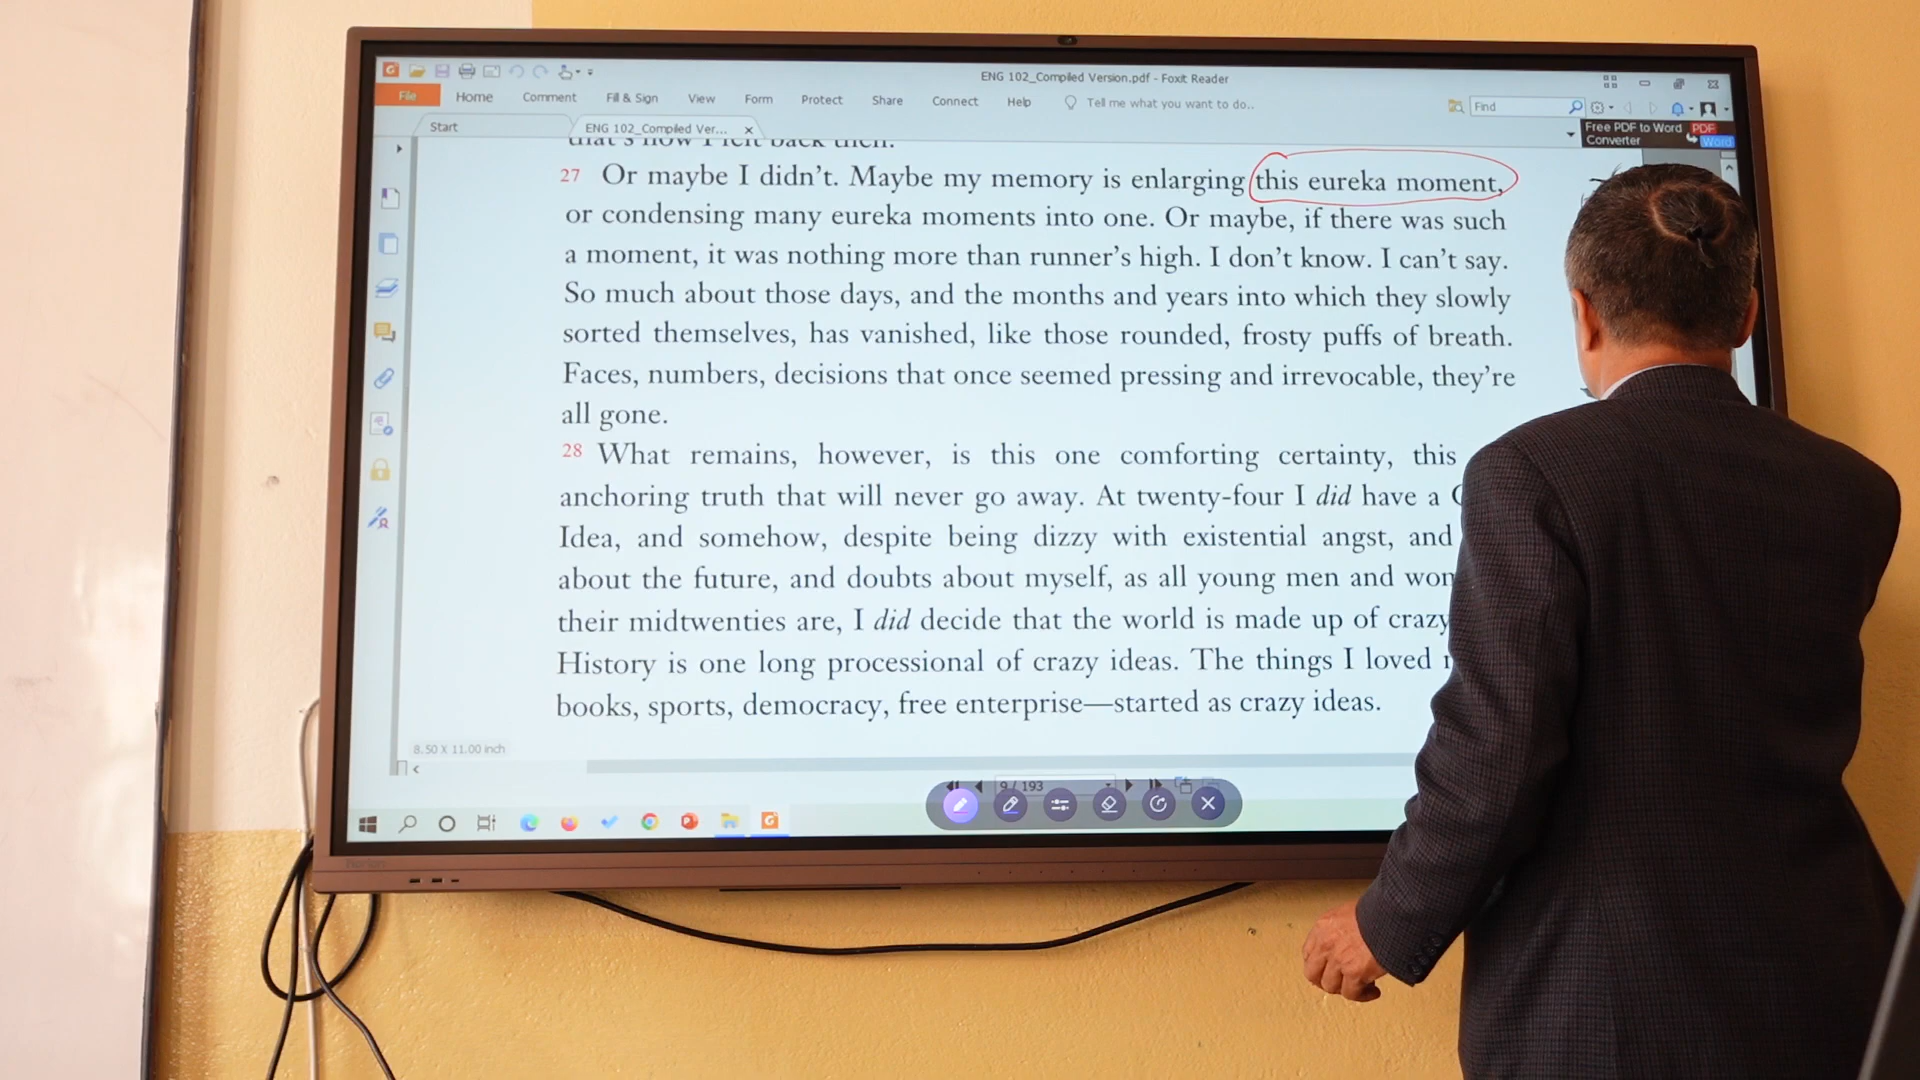 ENG 102_Compiled Version.pdf - Foxit Reader
File Home Comment Fill & Sign View Form Protect Share Connect Help Tell me what you want to do.. Find
Start ENG 102_Compiled Ver...
Free PDF to Word Converter PDF Word
that's how I felt back then.
27 Or maybe I didn't. Maybe my memory is enlarging this eureka moment,
or condensing many eureka moments into one. Or maybe, if there was such
a moment, it was nothing more than runner's high. I don't know. I can't say.
So much about those days, and the months and years into which they slowly
sorted themselves, has vanished, like those rounded, frosty puffs of breath.
Faces, numbers, decisions that once seemed pressing and irrevocable, they're
all gone.
28 What remains, however, is this one comforting certainty, this
anchoring truth that will never go away. At twenty-four I did have a
Idea, and somehow, despite being dizzy with existential angst, and
about the future, and doubts about myself, as all young men and
their midtwenties are, I did decide that the world is made up of crazy
History is one long processional of crazy ideas. The things I loved
books, sports, democracy, free enterprise—started as crazy ideas.
8.50 X 11.00 inch
9 / 193